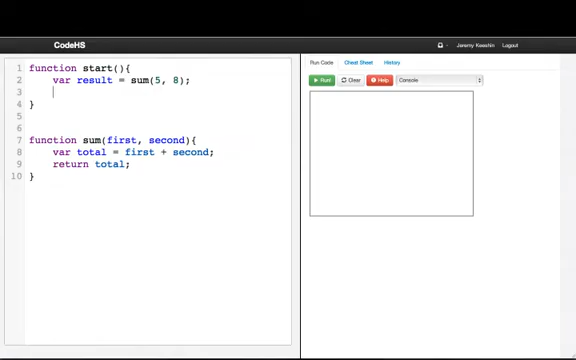 CodeHS
Jeremy Keeshin Logout
Run Code Cheat Sheet History
Run! Clear Help Console
1 function start(){
2 var result = sum(5, 8);
3
4 }
5
6
7 function sum(first, second){
8 var total = first + second;
9 return total;
10 }